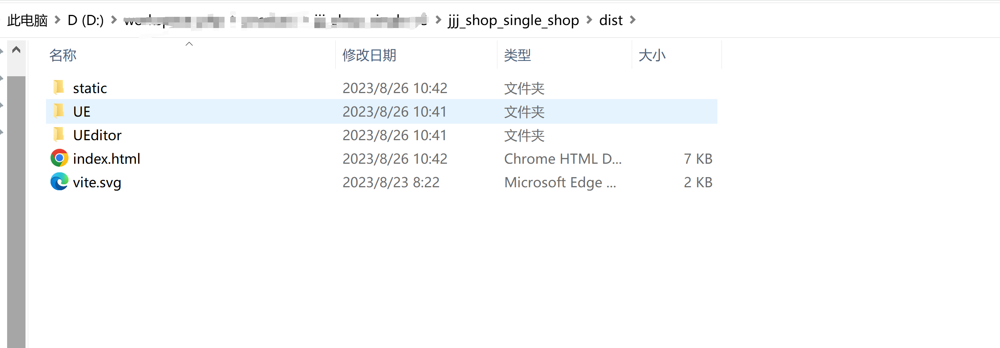 此电脑 > D (D:) > > jjj_shop_single_shop > dist >
名称 修改日期 类型 大小
static 2023/8/26 10:42 文件夹
UE 2023/8/26 10:41 文件夹
UEditor 2023/8/26 10:41 文件夹
index.html 2023/8/26 10:42 Chrome HTML D... 7 KB
vite.svg 2023/8/23 8:22 Microsoft Edge ... 2 KB